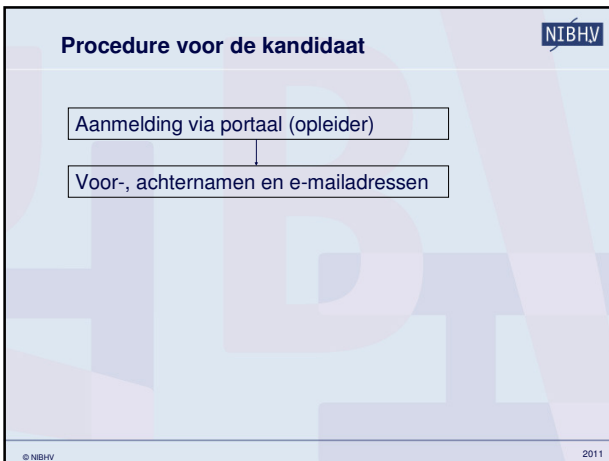 Procedure voor de kandidaat
NIBHV
Aanmelding via portaal (opleider)
Voor-, achternamen en e-mailadressen
© NIBHV
2011